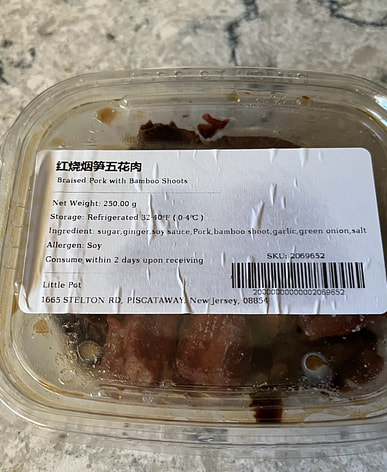 红烧烟笋五花肉
Braised Pork with Bamboo Shoots
Net Weight: 250.00 g
Storage: Refrigerated 32-40°F ( 0-4°C )
Ingredient: sugar,ginger,soy sauce,Pork,bamboo shoot,garlic,green onion,salt
Allergen: Soy
SKU: 2069652
Consume within 2 days upon receiving
2000000000002069652
Little Pot
1665 STELTON RD, PISCATAWAY, New Jersey, 08854